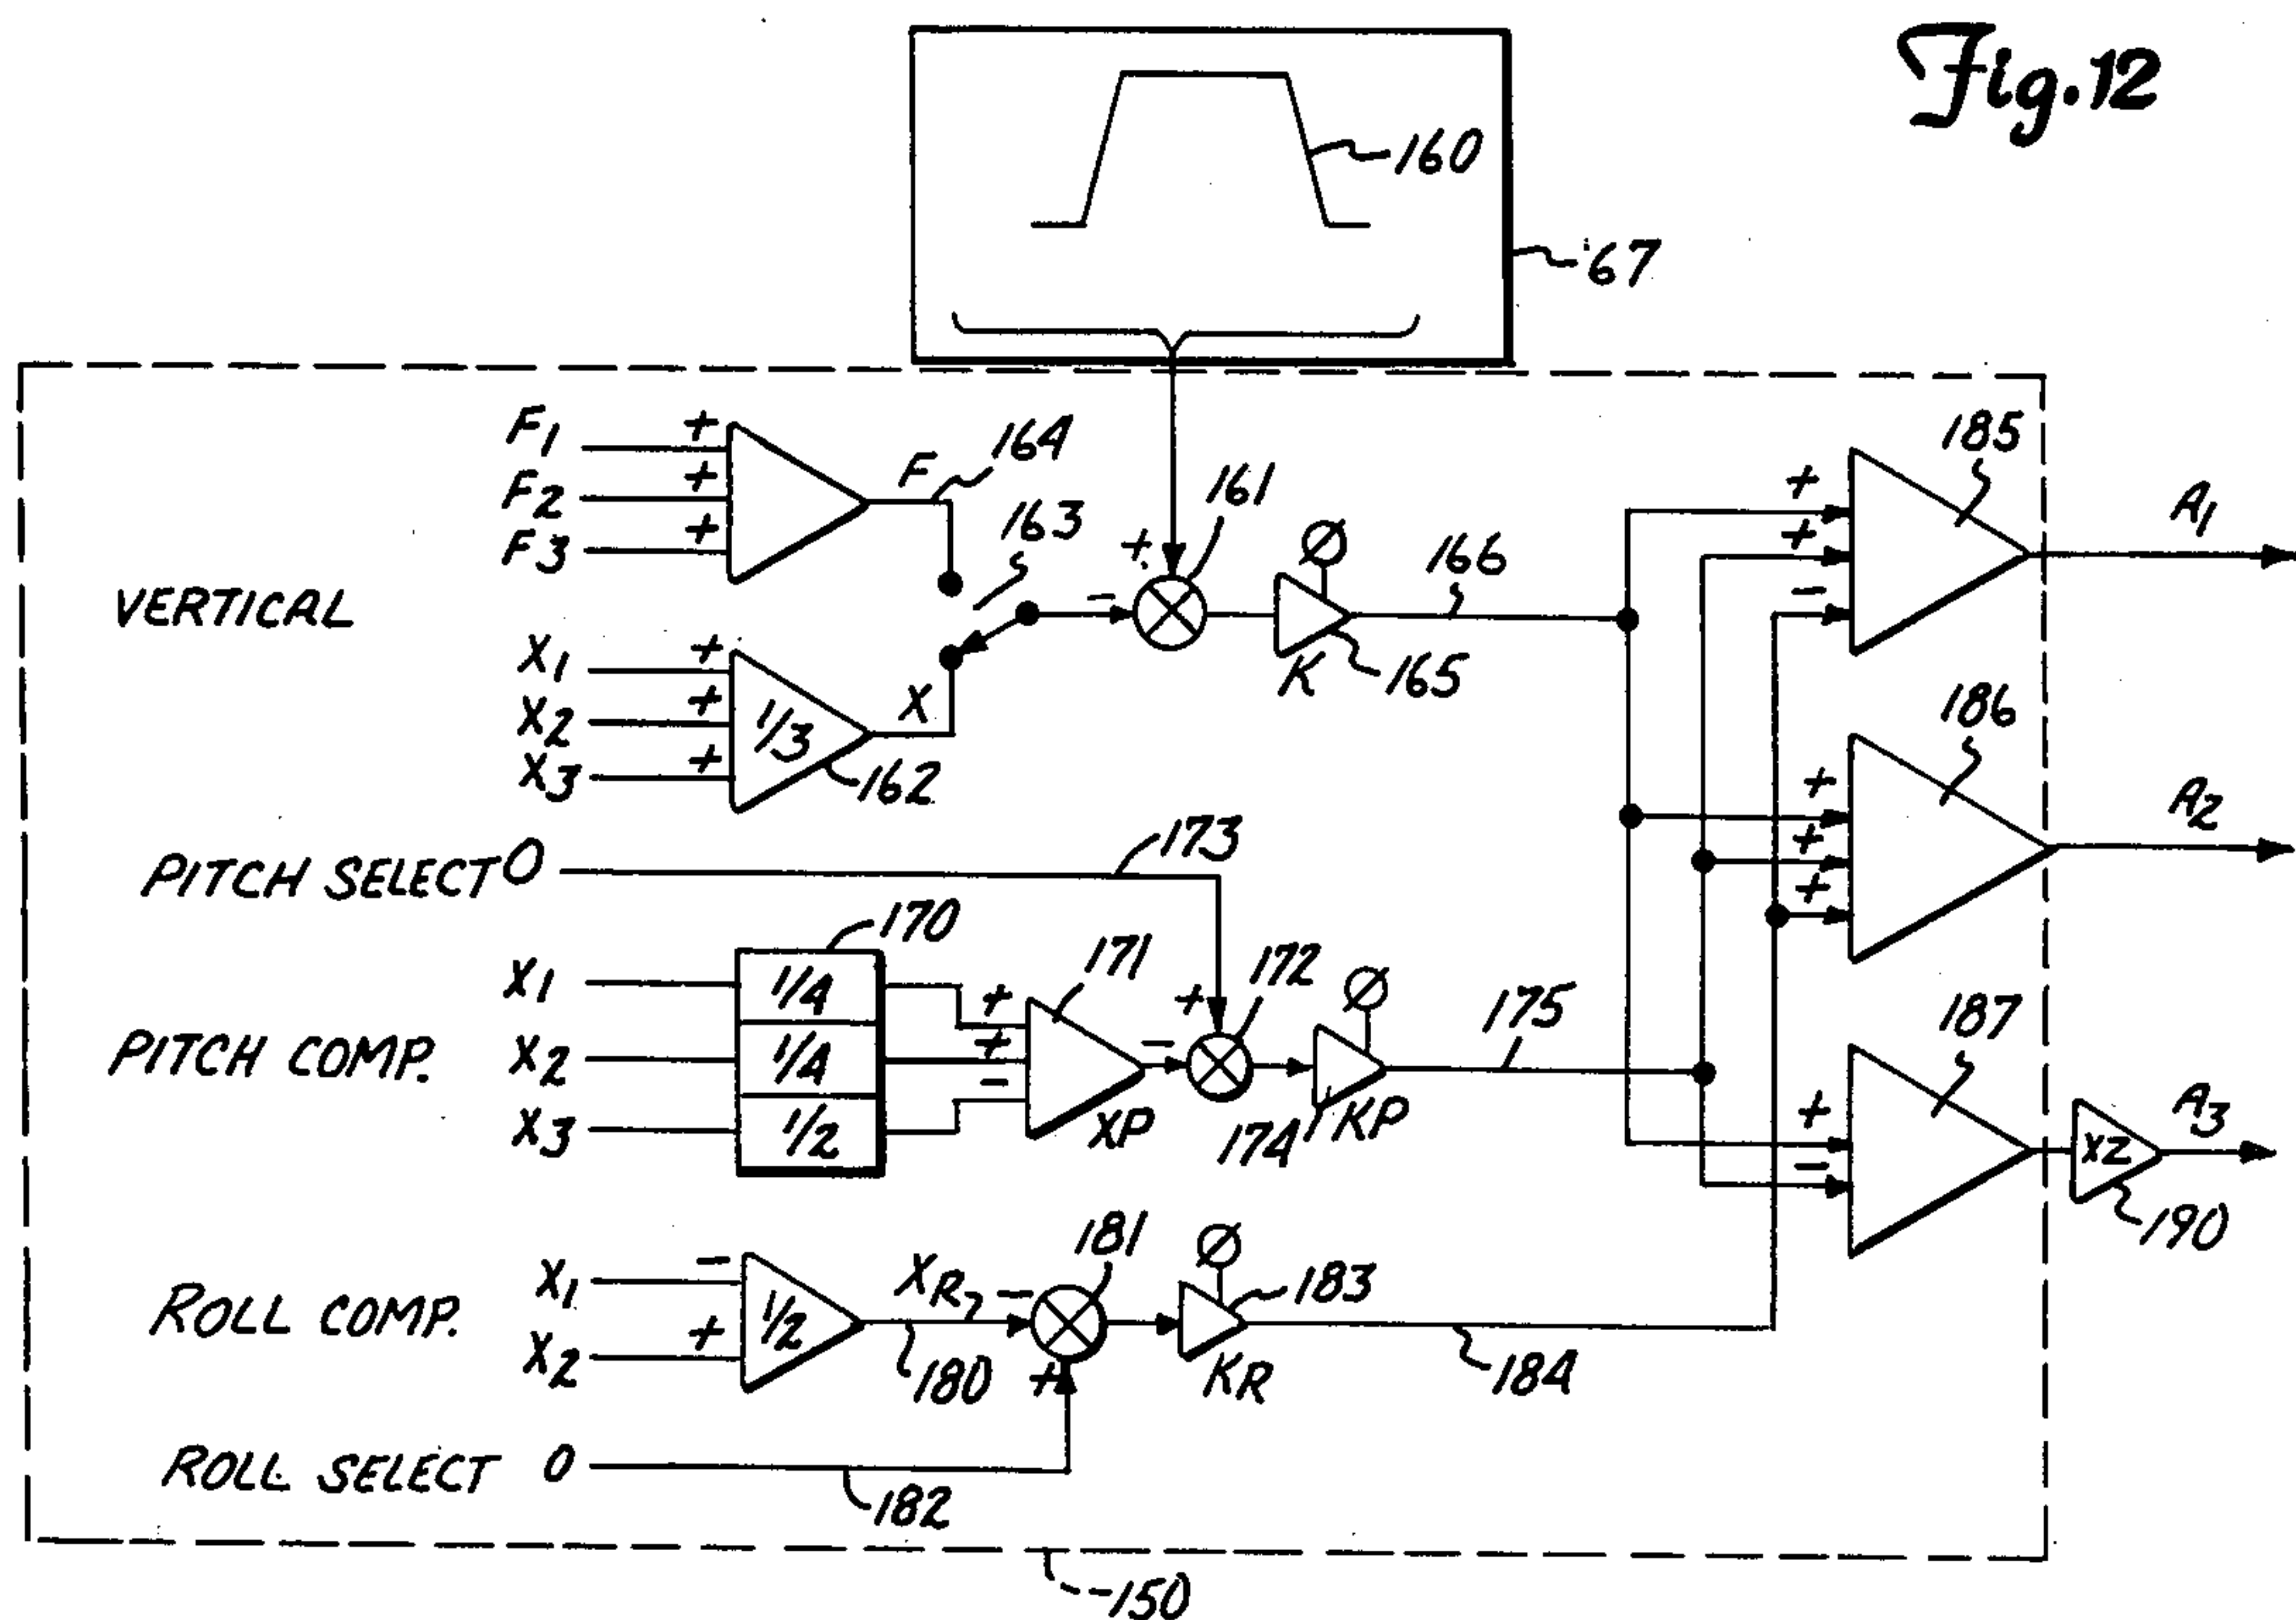 Fig. 12
160
67
F1 +
F2 +
F3 +
F
164
163
161
+
-
K
165
166
VERTICAL
X1 +
X2 +
X3 +
1/3
X
162
PITCH SELECT 0
173
170
X1
1/4
PITCH COMP.
X2
1/4
X3
1/2
+
+
-
171
XP
172
+
-
174
KP
175
ROLL COMP.
X1 -
X2 +
1/2
XR
180
181
-
+
183
KR
184
ROLL SELECT 0
182
185
+
+
-
A1
186
+
+
+
A2
187
+
-
X2
A3
190
150